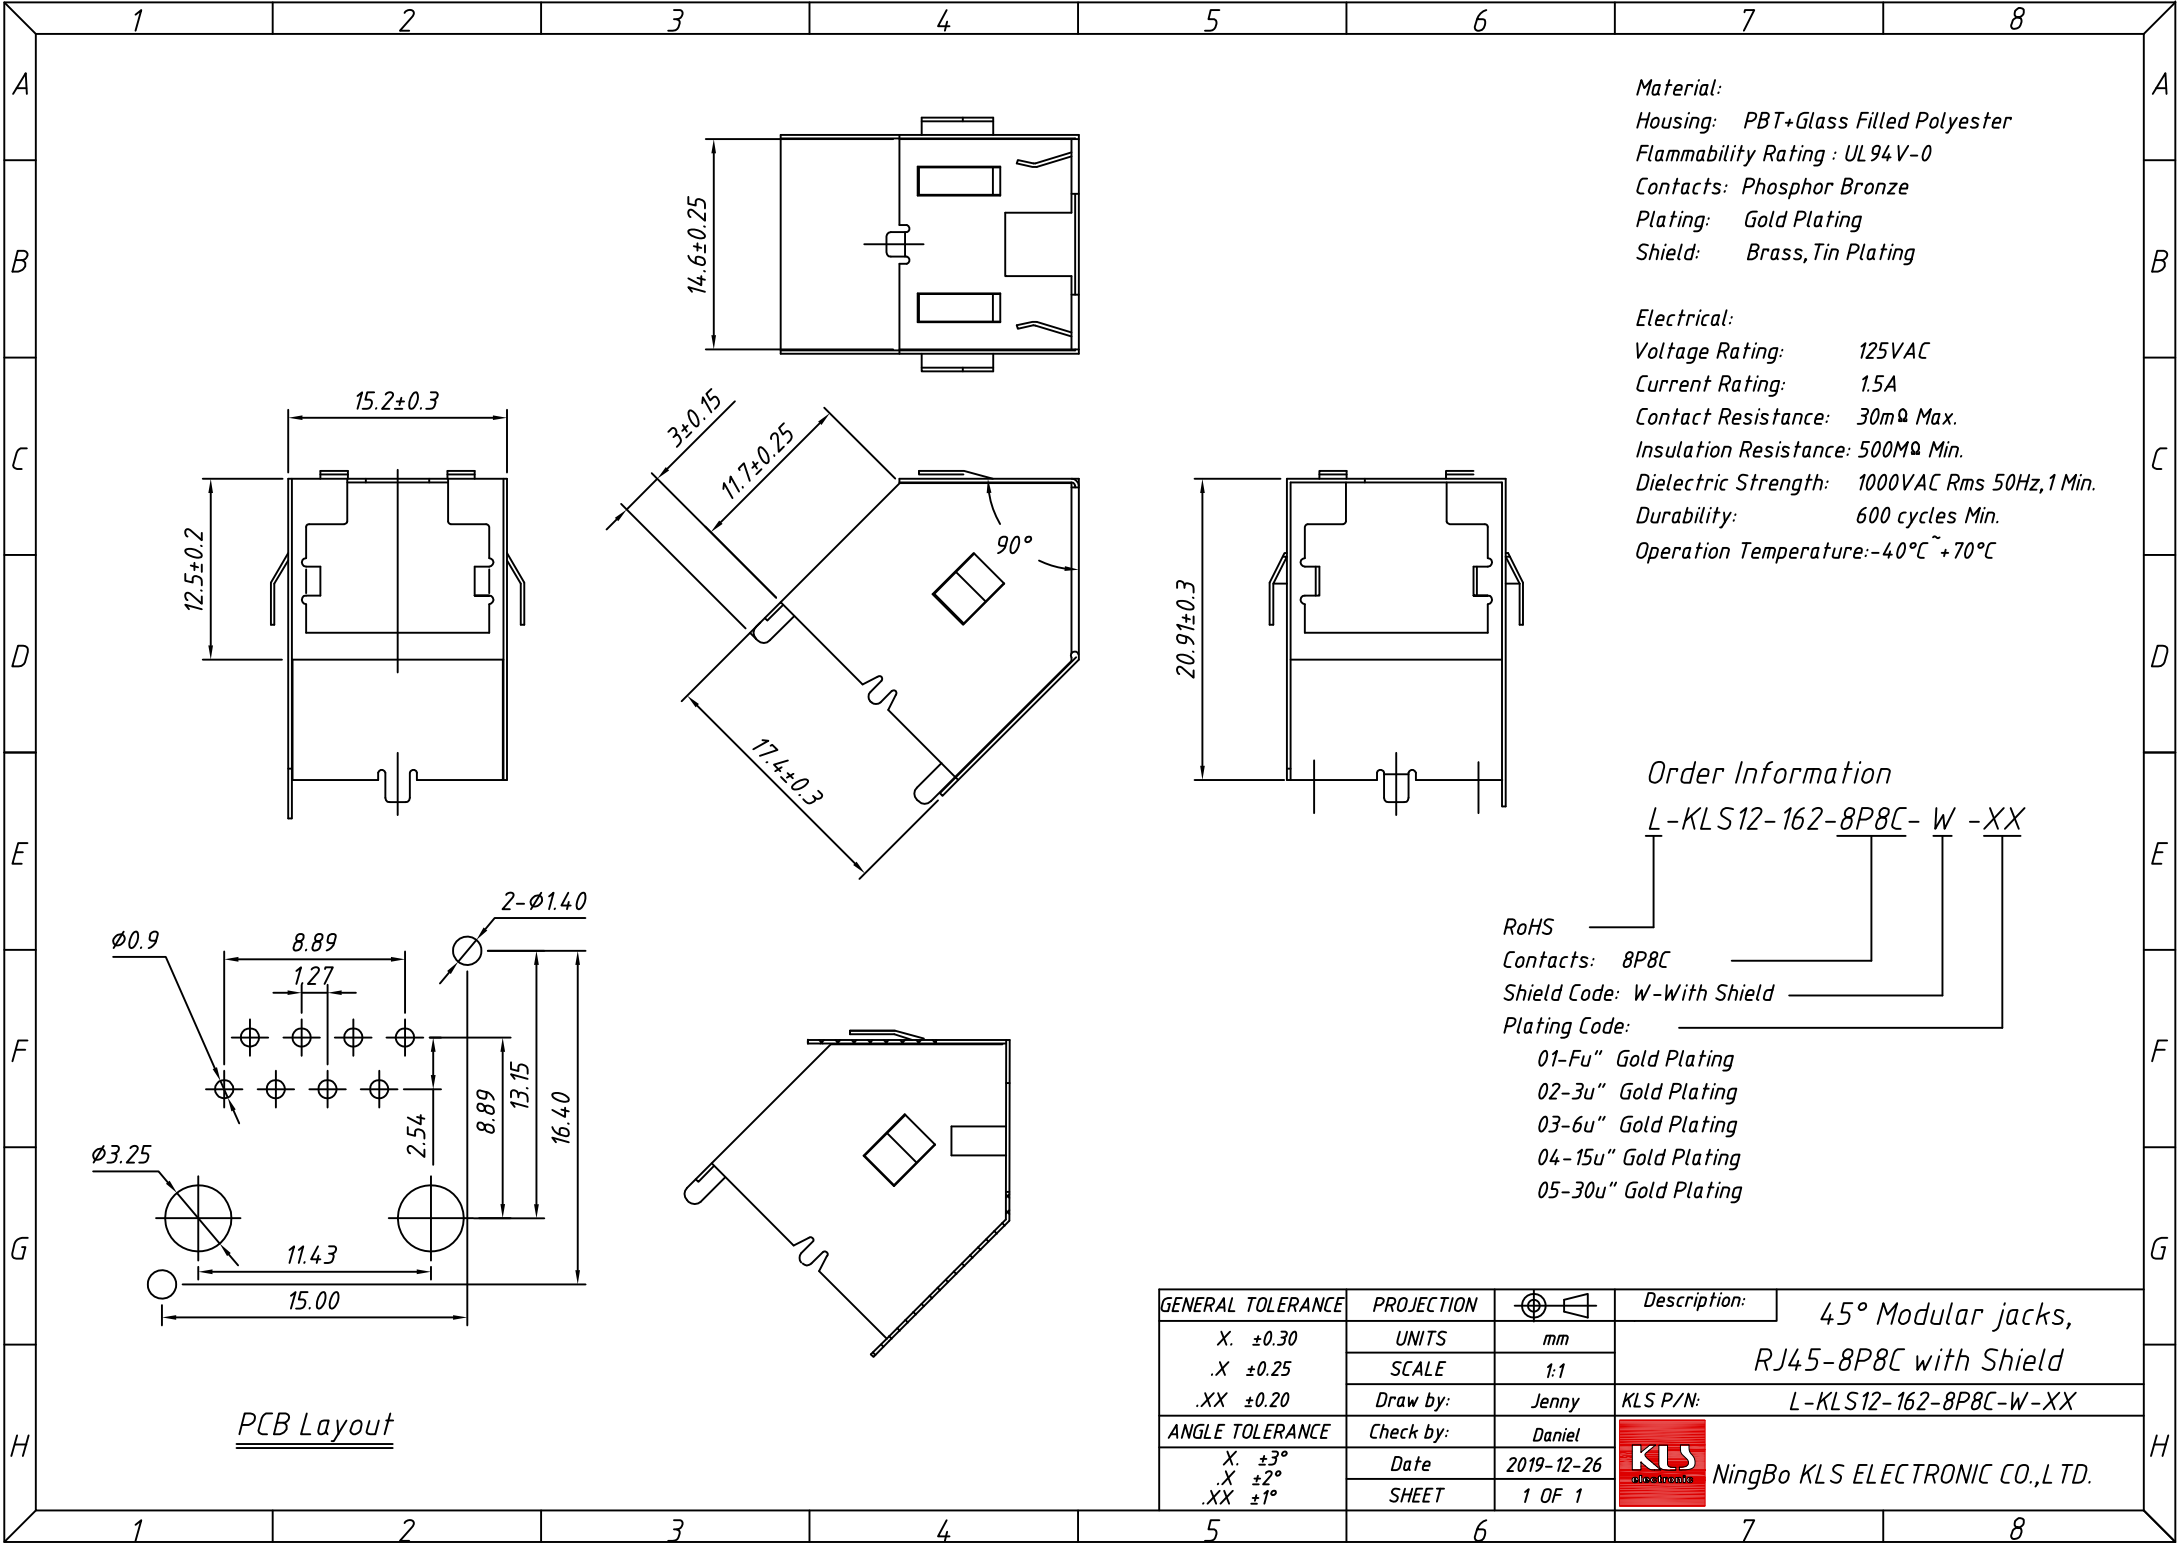 1 2 3 4 5 6 7 8
A A
B B
C C
D D
E E
F F
G G
H H
14.6±0.25
15.2±0.3
12.5±0.2
3±0.15
11.7±0.25
90°
17.4±0.3
20.91±0.3
Material:
Housing: PBT+Glass Filled Polyester
Flammability Rating : UL94V-0
Contacts: Phosphor Bronze
Plating: Gold Plating
Shield: Brass,Tin Plating
Electrical:
Voltage Rating: 125VAC
Current Rating: 1.5A
Contact Resistance: 30mΩ Max.
Insulation Resistance: 500MΩ Min.
Dielectric Strength: 1000VAC Rms 50Hz,1 Min.
Durability: 600 cycles Min.
Operation Temperature:-40°C~+70°C
Order Information
L-KLS12-162-8P8C- W -XX
RoHS
Contacts: 8P8C
Shield Code: W-With Shield
Plating Code:
01-Fu" Gold Plating
02-3u" Gold Plating
03-6u" Gold Plating
04-15u" Gold Plating
05-30u" Gold Plating
2-ø1.40
ø0.9
8.89
1.27
2.54
8.89
13.15
16.40
ø3.25
11.43
15.00
PCB Layout
GENERAL TOLERANCE
X. ±0.30
.X ±0.25
.XX ±0.20
ANGLE TOLERANCE
X. ±3°
.X ±2°
.XX ±1°
PROJECTION
UNITS mm
SCALE 1:1
Draw by: Jenny
Check by: Daniel
Date 2019-12-26
SHEET 1 OF 1
Description: 45° Modular jacks,
RJ45-8P8C with Shield
KLS P/N: L-KLS12-162-8P8C-W-XX
KLS
electronic
NingBo KLS ELECTRONIC CO.,LTD.
1 2 3 4 5 6 7 8